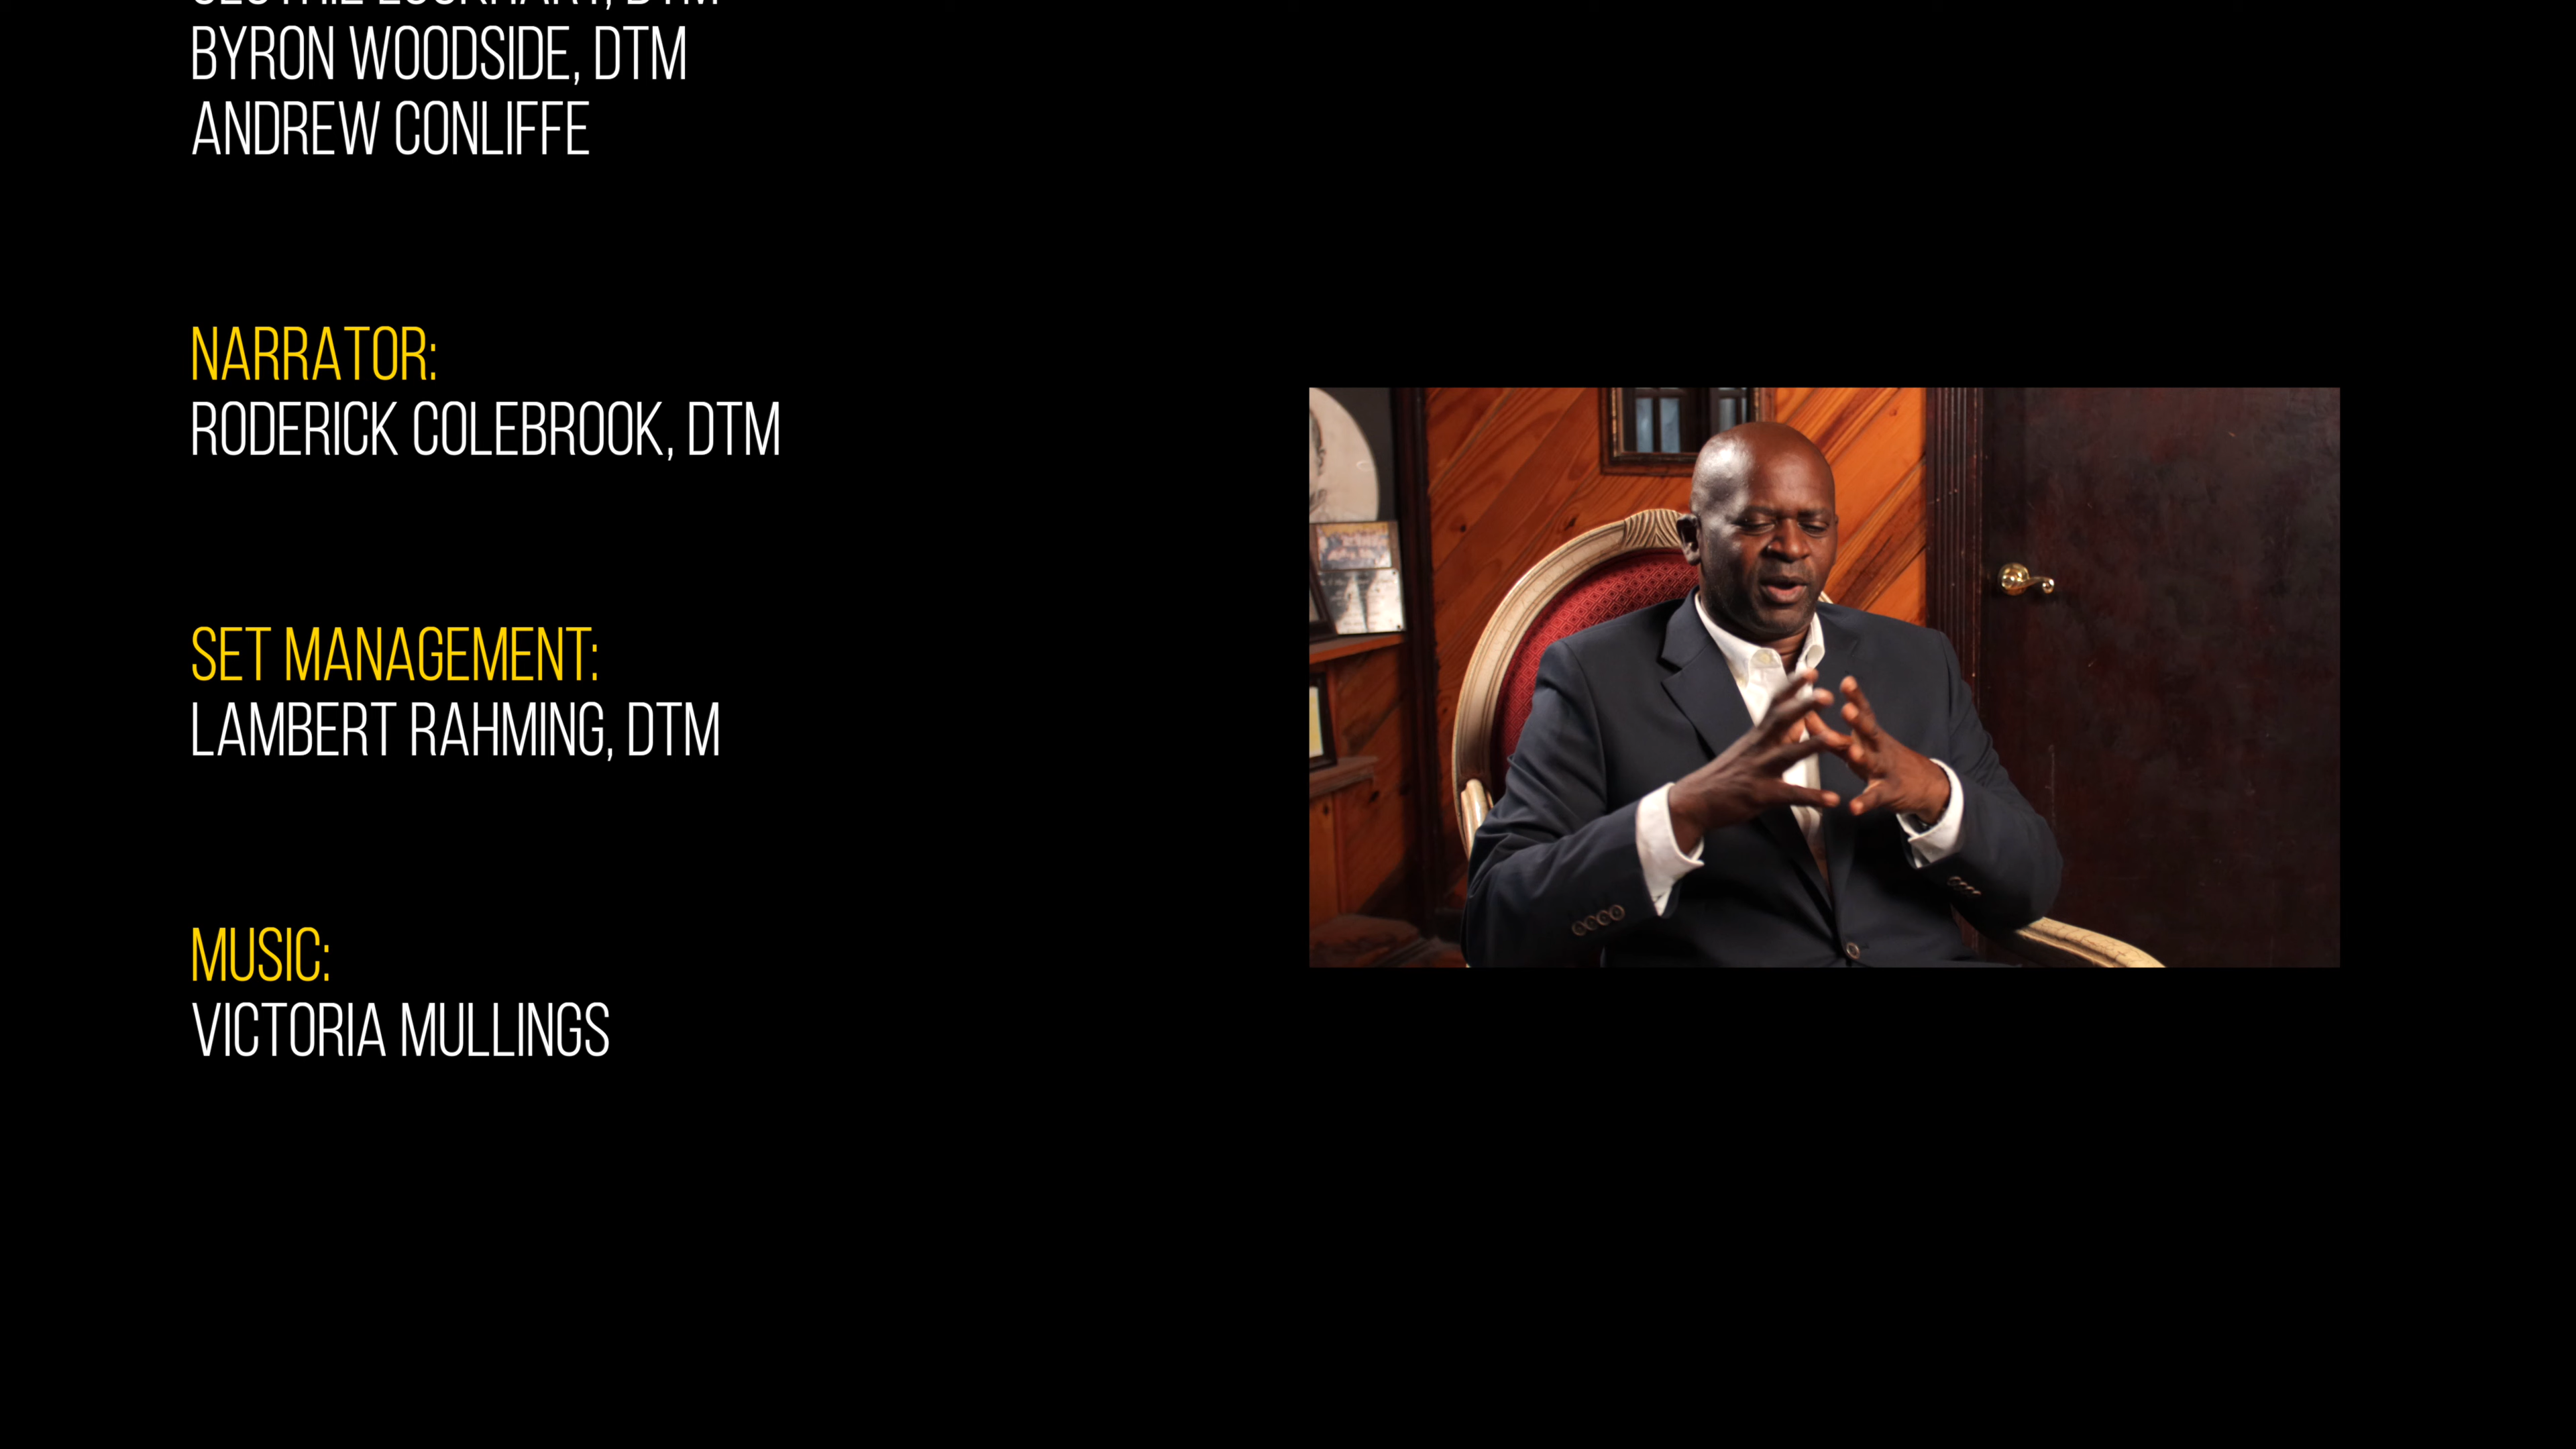 BYRON WOODSIDE, DTM
ANDREW CONLIFFE
NARRATOR:
RODERICK COLEBROOK, DTM
SET MANAGEMENT:
LAMBERT RAHMING, DTM
MUSIC:
VICTORIA MULLINGS